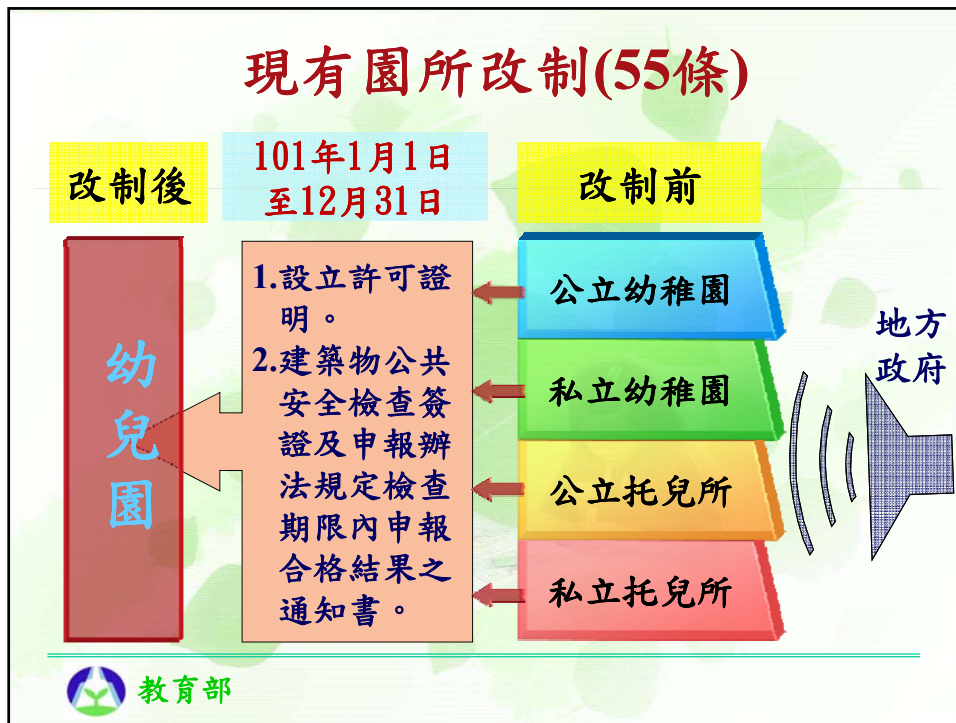 現有園所改制(55條)
改制後
101年1月1日
至12月31日
改制前
幼
兒
園
1.設立許可證
明。
2.建築物公共
安全檢查簽
證及申報辦
法規定檢查
期限內申報
合格結果之
通知書。
公立幼稚園
私立幼稚園
公立托兒所
私立托兒所
地方
政府
教育部